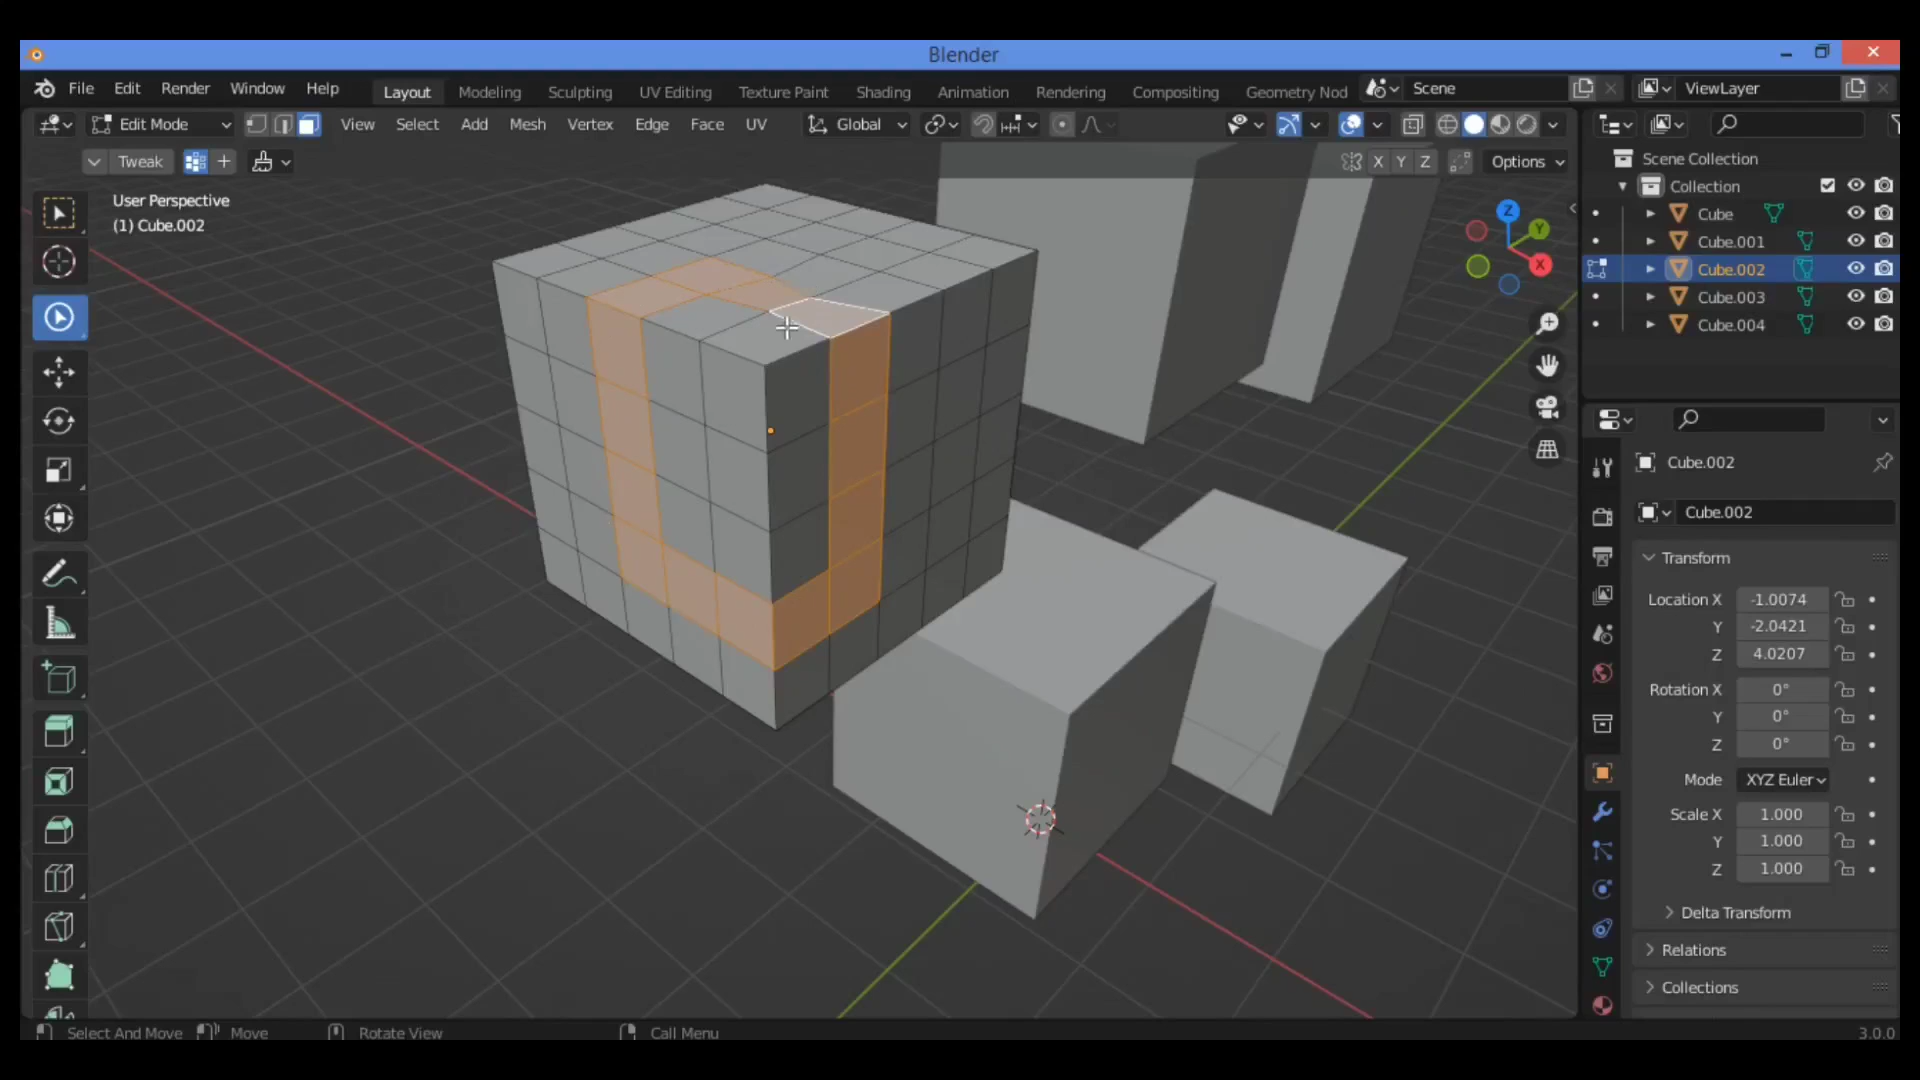 Blender
File Edit Render Window Help Layout Modeling Sculpting UV Editing Texture Paint Shading Animation Rendering Compositing Geometry Nod Scene ViewLayer
Edit Mode View Select Add Mesh Vertex Edge Face UV Global
Tweak X Y Z Options
Scene Collection
Collection
Cube
Cube.001
Cube.002
Cube.003
Cube.004
User Perspective
(1) Cube.002
Z
Y
X
Cube.002
Cube.002
Transform
Location X -1.0074
Y -2.0421
Z 4.0207
Rotation X 0°
Y 0°
Z 0°
Mode XYZ Euler
Scale X 1.000
Y 1.000
Z 1.000
Delta Transform
Relations
Collections
Select And Move Move Rotate View Call Menu 3.0.0